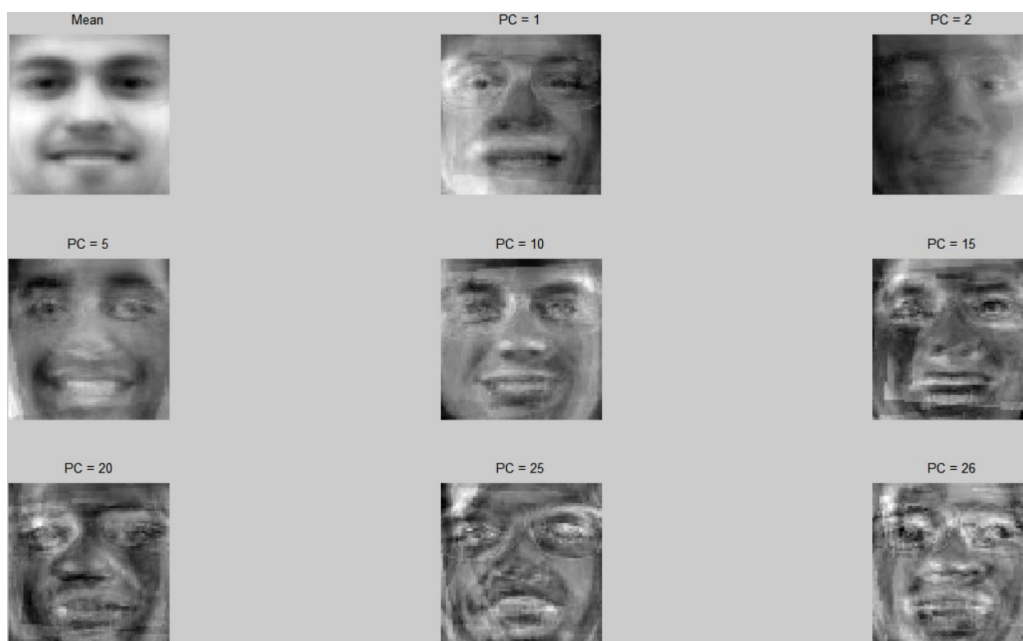 Mean
PC = 1
PC = 2
PC = 5
PC = 10
PC = 15
PC = 20
PC = 25
PC = 26